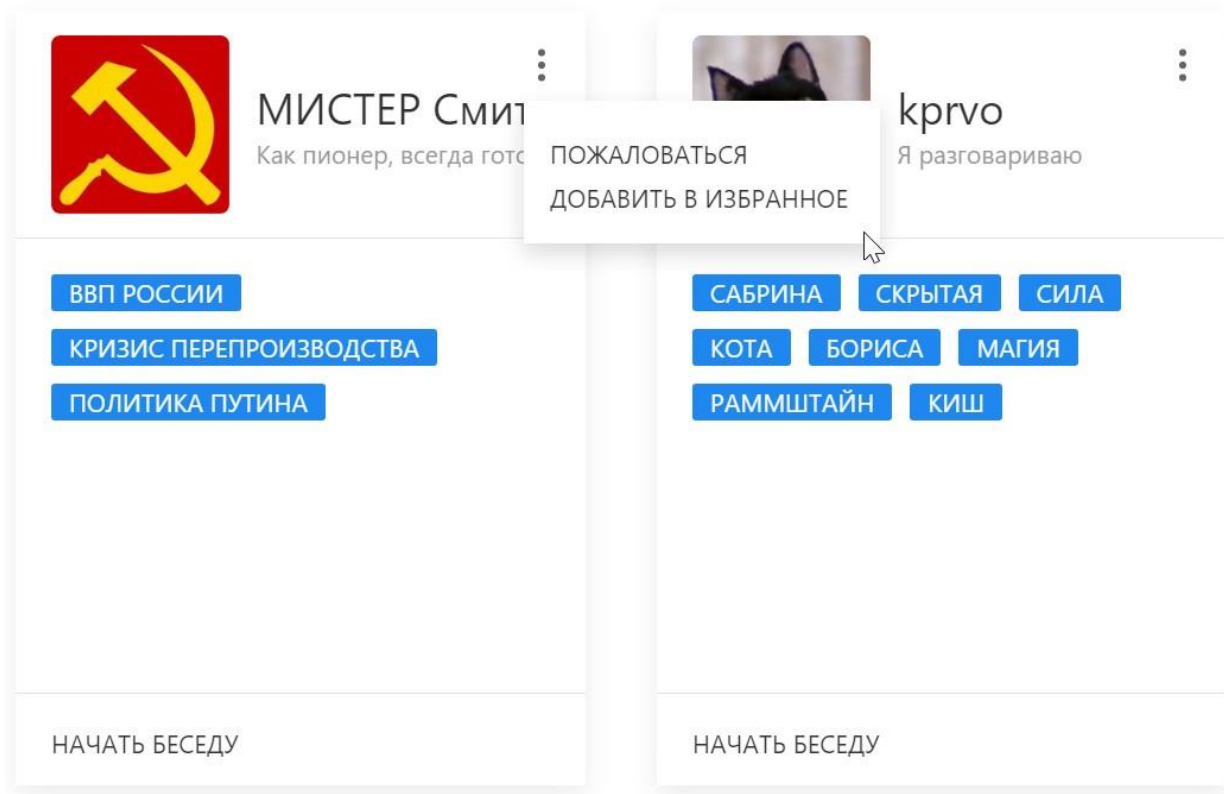 МИСТЕР Смит
Как пионер, всегда гото
ПОЖАЛОВАТЬСЯ
ДОБАВИТЬ В ИЗБРАННОЕ
ВВП РОССИИ
КРИЗИС ПЕРЕПРОИЗВОДСТВА
ПОЛИТИКА ПУТИНА
НАЧАТЬ БЕСЕДУ
kprvo
Я разговариваю
САБРИНА СКРЫТАЯ СИЛА
КОТА БОРИСА МАГИЯ
РАММШТАЙН КИШ
НАЧАТЬ БЕСЕДУ